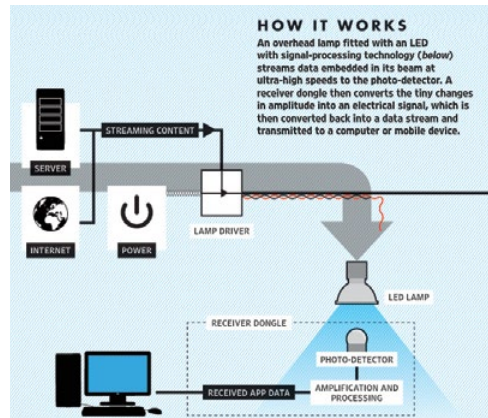 HOW IT WORKS
An overhead lamp fitted with an LED
with signal-processing technology (below)
streams data embedded in its beam at
ultra-high speeds to the photo-detector. A
receiver dongle then converts the tiny changes
in amplitude into an electrical signal, which is
then converted back into a data stream and
transmitted to a computer or mobile device.
STREAMING CONTENT
SERVER
INTERNET
POWER
LAMP DRIVER
LED LAMP
RECEIVER DONGLE
PHOTO-DETECTOR
RECEIVED APP DATA
AMPLIFICATION AND
PROCESSING